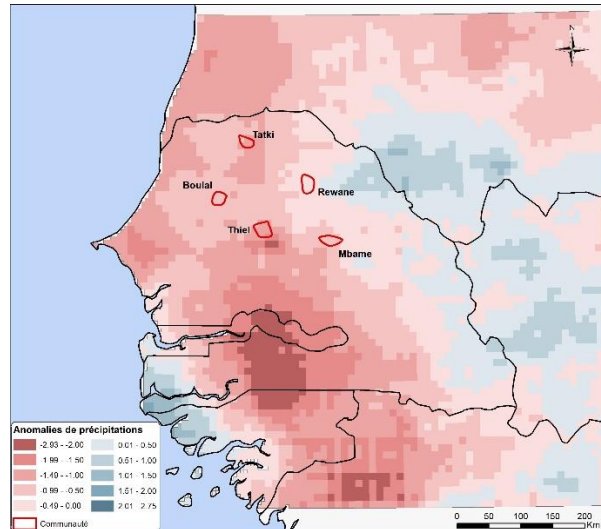 N
Tatki
Boulal
Rewane
Thiel
Mbame
Anomalies de précipitations
-2.93 - -2.00
0.01 - 0.50
-1.99 - -1.50
0.51 - 1.00
-1.49 - -1.00
1.01 - 1.50
-0.99 - -0.50
1.51 - 2.00
-0.49 - 0.00
2.01 - 2.75
Communauté
0 50 100 150 200
Km